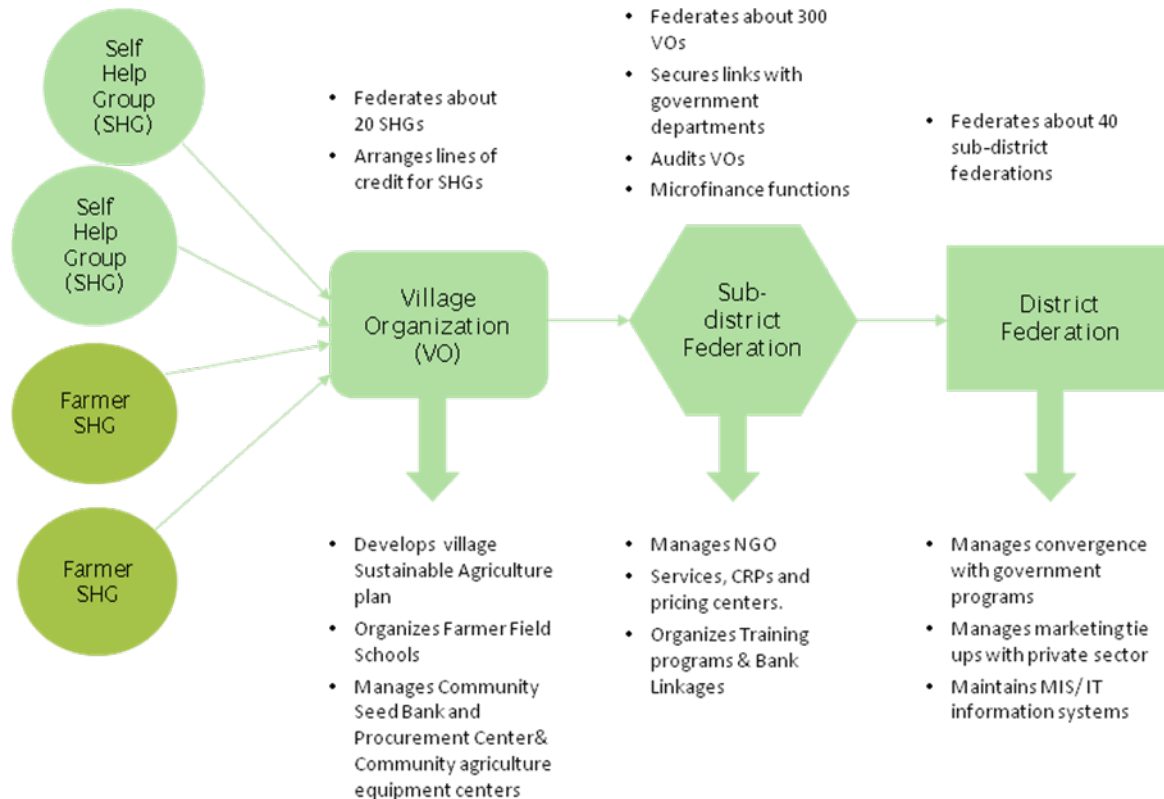 Self
Help
Group
(SHG)
Self
Help
Group
(SHG)
Farmer
SHG
Farmer
SHG
• Federates about
20 SHGs
• Arranges lines of
credit for SHGs
Village
Organization
(VO)
• Develops village
Sustainable Agriculture
plan
• Organizes Farmer Field
Schools
• Manages Community
Seed Bank and
Procurement Center&
Community agriculture
equipment centers
• Federates about 300
VOs
• Secures links with
government
departments
• Audits VOs
• Microfinance functions
Sub-
district
Federation
• Manages NGO
• Services, CRPs and
pricing centers.
• Organizes Training
programs & Bank
Linkages
• Federates about 40
sub-district
federations
District
Federation
• Manages convergence
with government
programs
• Manages marketing tie
ups with private sector
• Maintains MIS/ IT
information systems